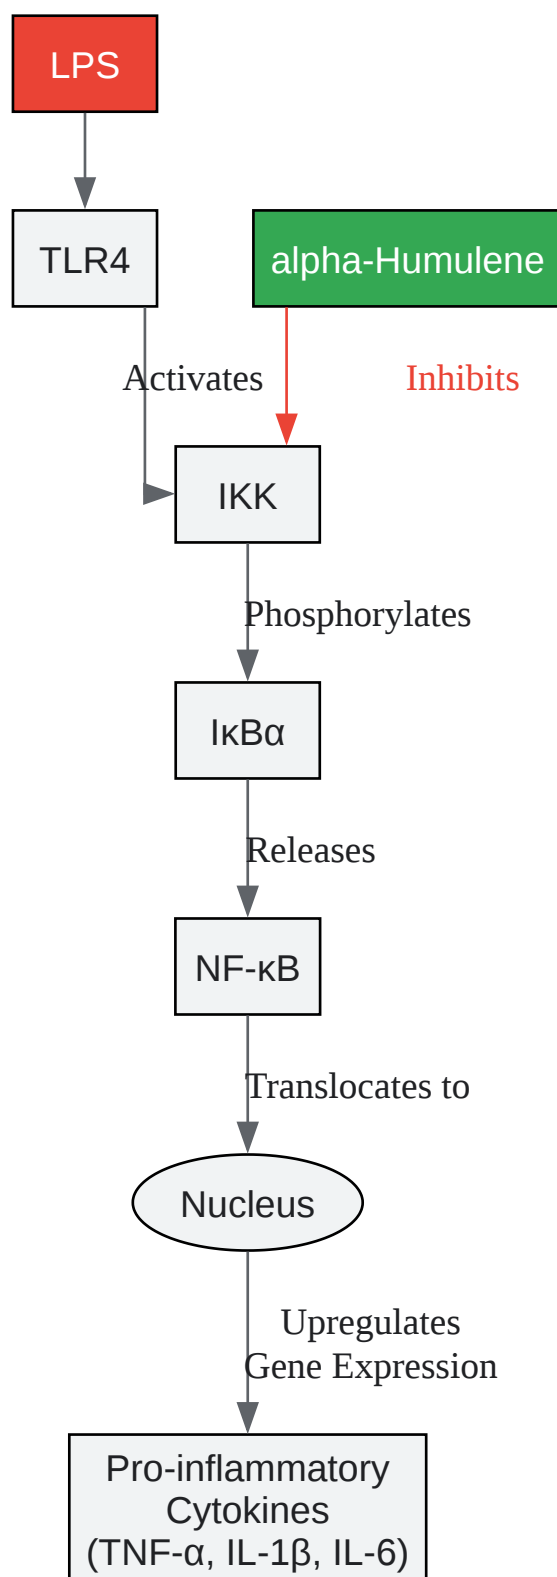 LPS
TLR4
alpha-Humulene
Activates
Inhibits
IKK
Phosphorylates
IκBα
Releases
NF-κB
Translocates to
Nucleus
Upregulates
Gene Expression
Pro-inflammatory
Cytokines
(TNF-α, IL-1β, IL-6)